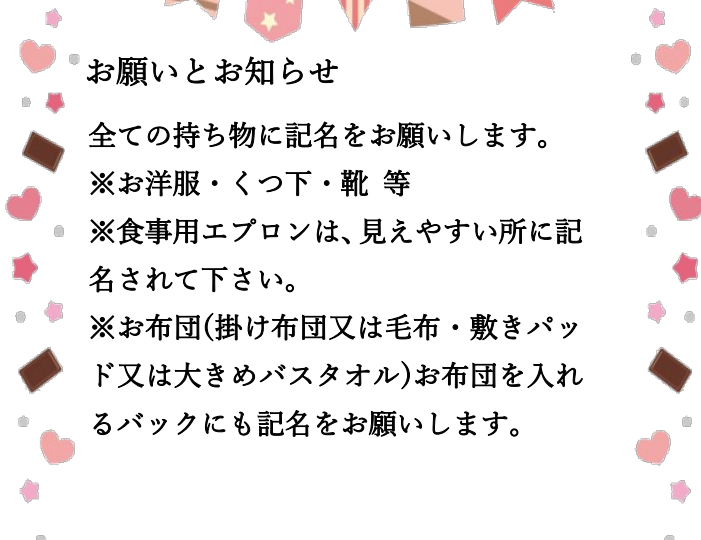 お願いとお知らせ
全ての持ち物に記名をお願いします。
※お洋服・くつ下・靴 等
※食事用エプロンは､見えやすい所に記
名されて下さい。
※お布団(掛け布団又は毛布・敷きパッ
ド又は大きめバスタオル)お布団を入れ
るバックにも記名をお願いします。